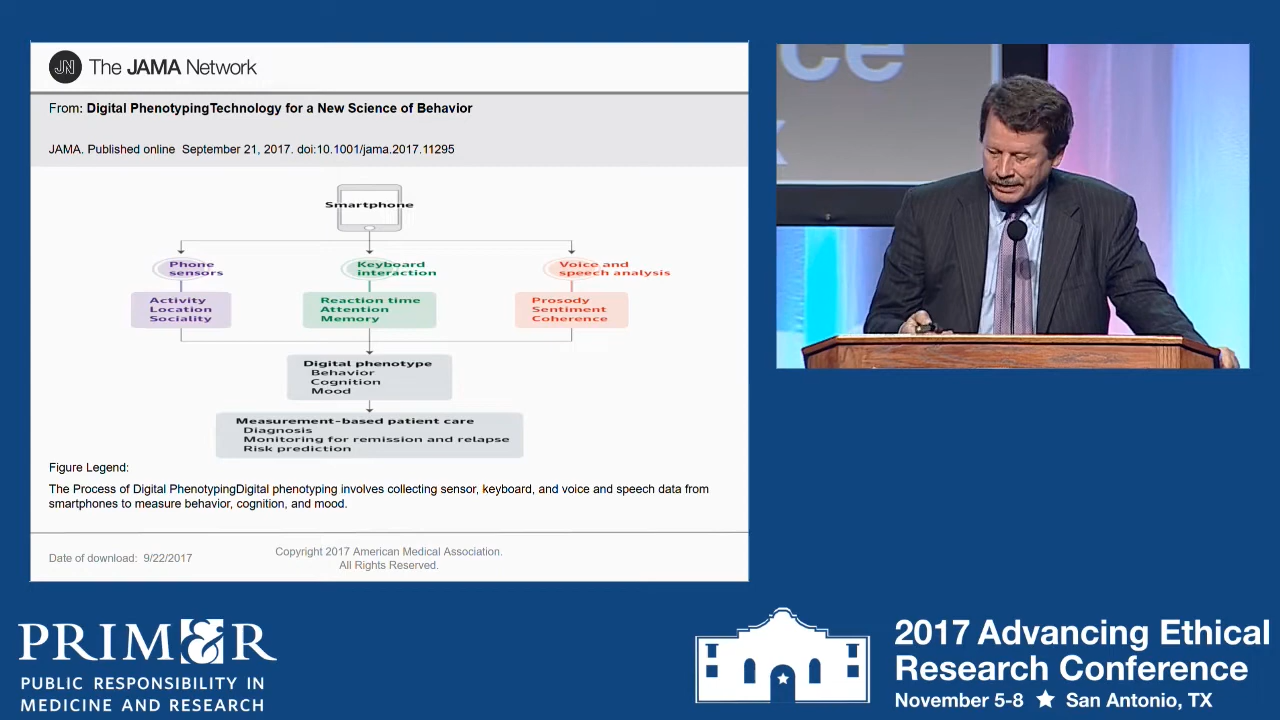 JN The JAMA Network
From: Digital PhenotypingTechnology for a New Science of Behavior
JAMA. Published online September 21, 2017. doi:10.1001/jama.2017.11295
Smartphone
Phone
sensors
Keyboard
interaction
Voice and
speech analysis
Activity
Location
Sociality
Reaction time
Attention
Memory
Prosody
Sentiment
Coherence
Digital phenotype
Behavior
Cognition
Mood
Measurement-based patient care
Diagnosis
Monitoring for remission and relapse
Risk prediction
Figure Legend:
The Process of Digital PhenotypingDigital phenotyping involves collecting sensor, keyboard, and voice and speech data from
smartphones to measure behavior, cognition, and mood.
Date of download: 9/22/2017
Copyright 2017 American Medical Association.
All Rights Reserved.
ce
PRIM&R
PUBLIC RESPONSIBILITY IN
MEDICINE AND RESEARCH
2017 Advancing Ethical
Research Conference
November 5-8 ★ San Antonio, TX